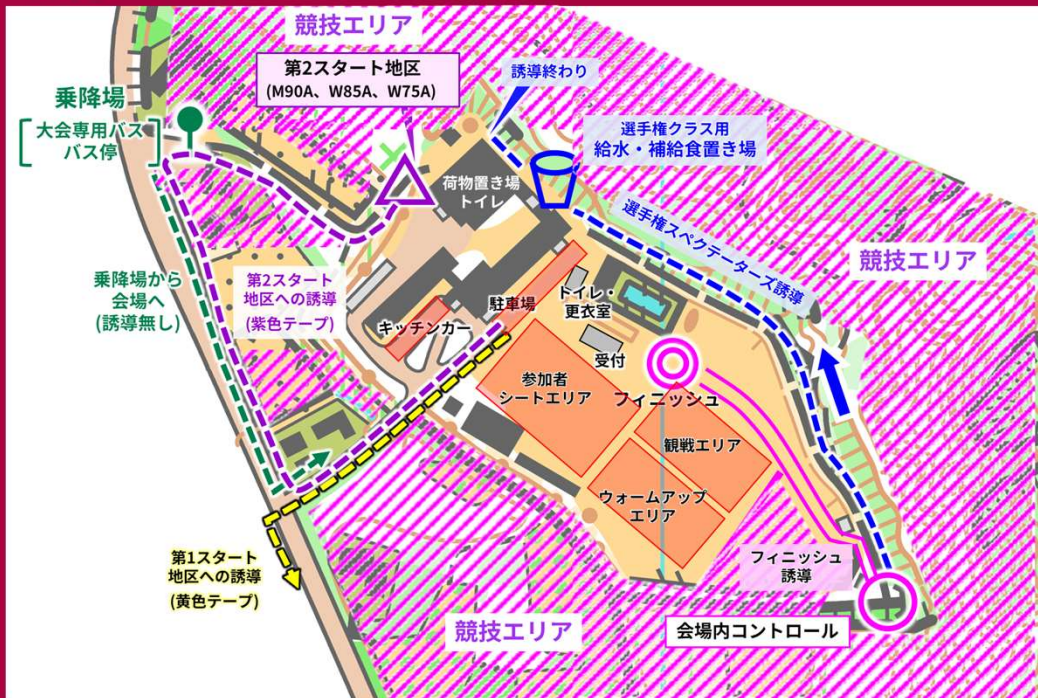 競技エリア
第2スタート地区
(M90A、W85A、W75A)
誘導終わり
乗降場
大会専用バス
バス停
選手権クラス用
給水・補給食置き場
荷物置き場
トイレ
選手権スペクテーターズ誘導
競技エリア
乗降場から
会場へ
(誘導無し)
第2スタート
地区への誘導
(紫色テープ)
駐車場
トイレ・
更衣室
キッチンカー
受付
参加者
シートエリア
フィニッシュ
観戦エリア
ウォームアップ
エリア
第1スタート
地区への誘導
(黄色テープ)
フィニッシュ
誘導
競技エリア
会場内コントロール